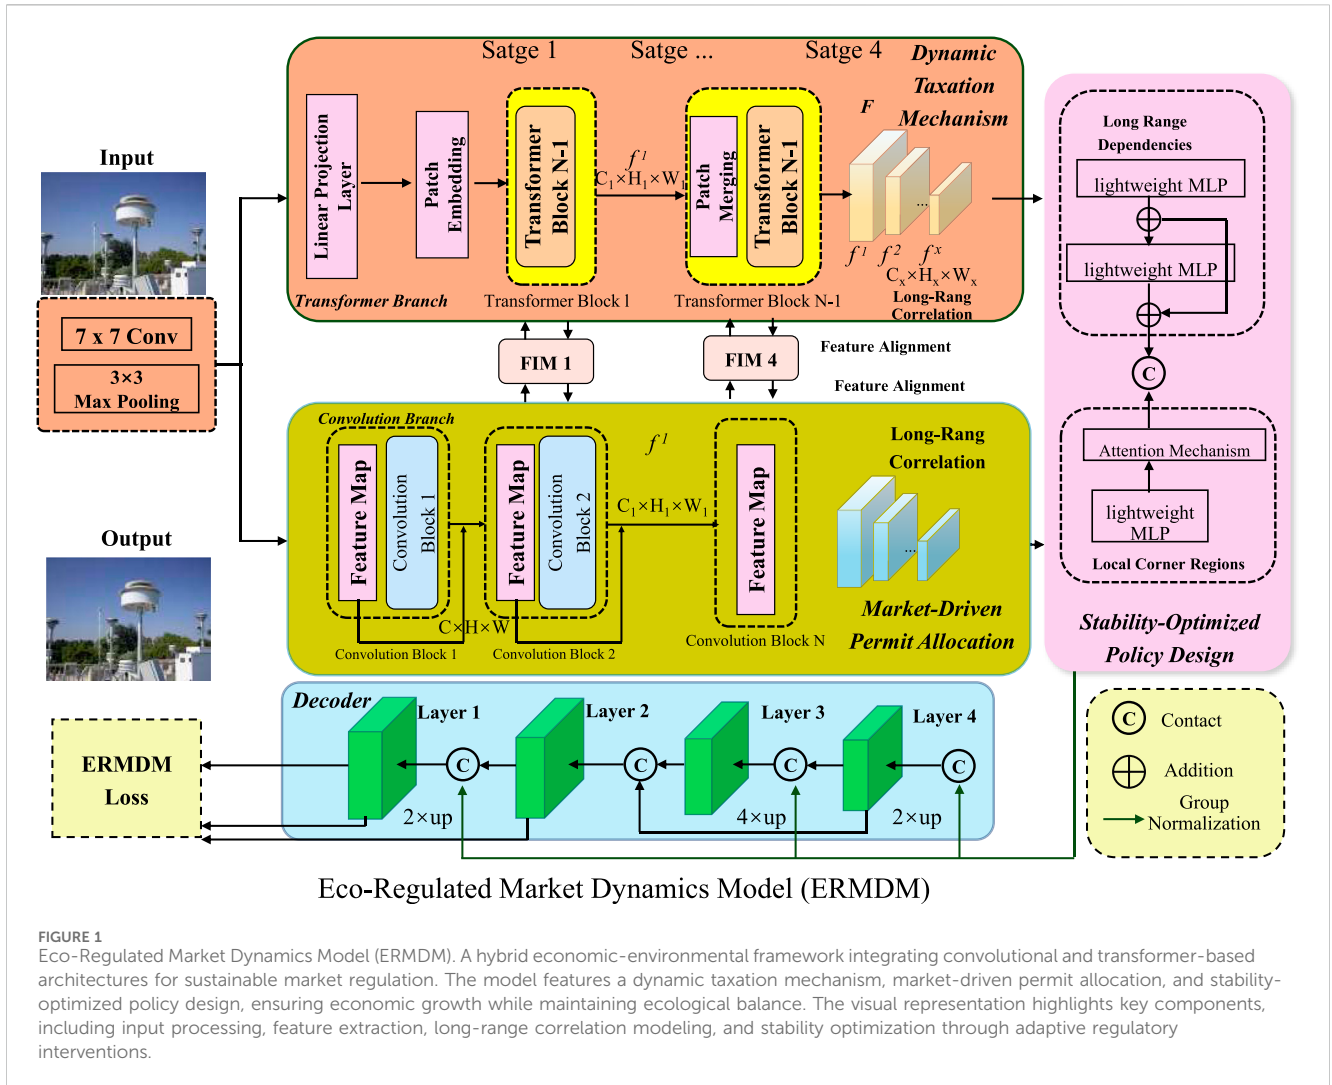 Satge 1 Satge ... Satge 4
Dynamic
Taxation
Mechanism
Input
Linear Projection
Layer
Patch
Embedding
Transformer
Block N-1
f¹
C₁×H₁×W₁
Patch
Merging
Transformer
Block N-1
F
...
f¹ f² fˣ
Cₓ×Hₓ×Wₓ
Transformer Branch
Transformer Block 1
Transformer Block N-1
Long-Rang
Correlation
7 x 7 Conv
3×3
Max Pooling
FIM 1
FIM 4
Feature Alignment
Feature Alignment
Convolution Branch
Feature Map
Convolution
Block 1
C×H×W
Feature Map
Convolution
Block 2
f¹
C₁×H₁×W₁
Feature Map
Long-Rang
Correlation
...
Market-Driven
Permit Allocation
Convolution Block 1
Convolution Block 2
Convolution Block N
Long Range
Dependencies
lightweight MLP
lightweight MLP
C
Attention Mechanism
lightweight
MLP
Local Corner Regions
Stability-Optimized
Policy Design
Output
Decoder
Layer 1
Layer 2
Layer 3
Layer 4
C
C
C
C
2×up
4×up
2×up
ERMDM
Loss
C Contact
Addition
Group
Normalization
Eco-Regulated Market Dynamics Model (ERMDM)
FIGURE 1
Eco-Regulated Market Dynamics Model (ERMDM). A hybrid economic-environmental framework integrating convolutional and transformer-based
architectures for sustainable market regulation. The model features a dynamic taxation mechanism, market-driven permit allocation, and stability-
optimized policy design, ensuring economic growth while maintaining ecological balance. The visual representation highlights key components,
including input processing, feature extraction, long-range correlation modeling, and stability optimization through adaptive regulatory
interventions.